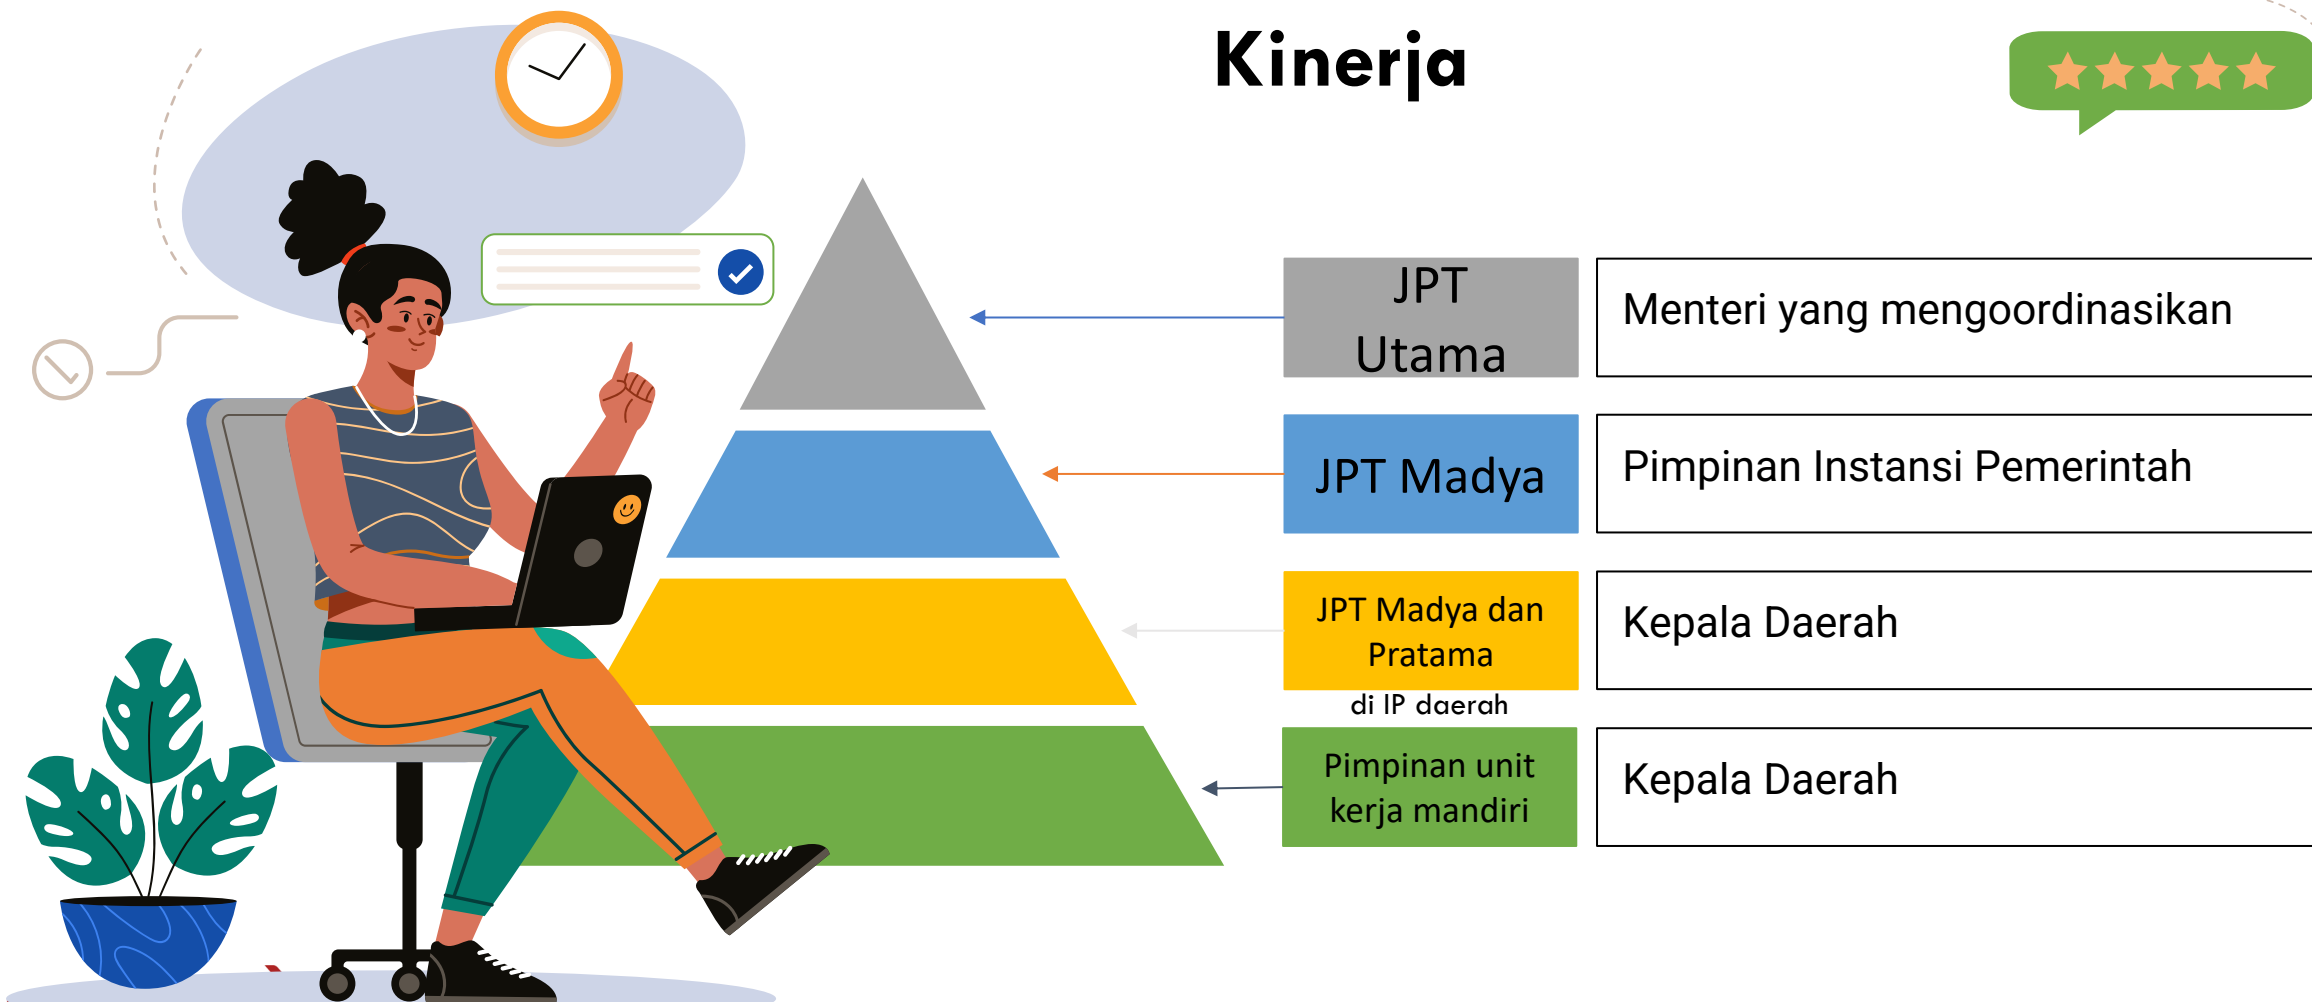 Kinerja
JPT
Utama
Menteri yang mengoordinasikan
JPT Madya
Pimpinan Instansi Pemerintah
JPT Madya dan
Pratama
di IP daerah
Kepala Daerah
Pimpinan unit
kerja mandiri
Kepala Daerah